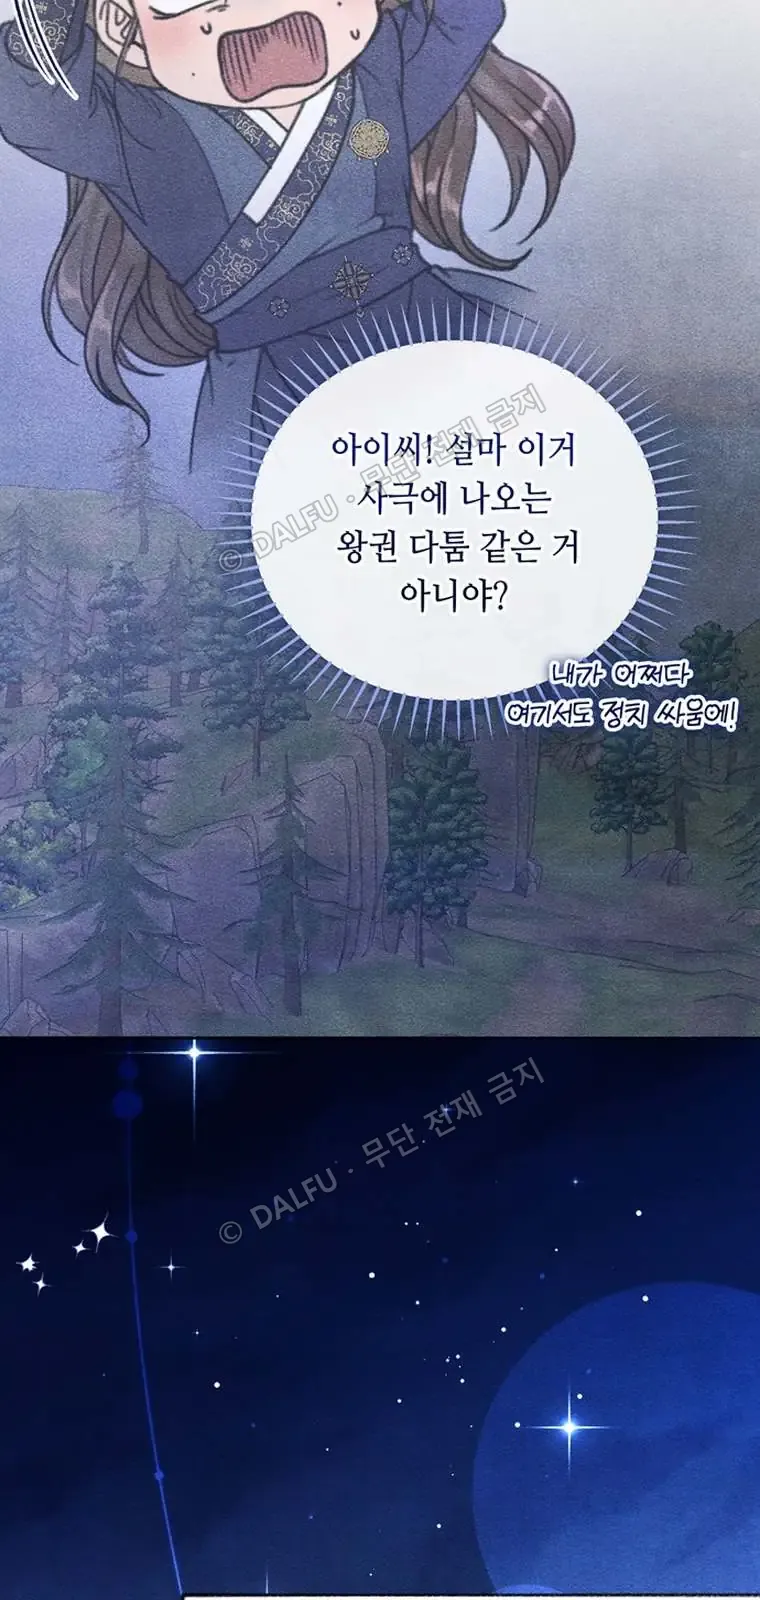 아이씨! 설마 이거
사극에 나오는
왕권 다툼 같은 거
아니야?
© DALFU · 무단 전재 금지
내가 어쩌다
여기서도 정치 싸움에!
© DALFU · 무단 전재 금지